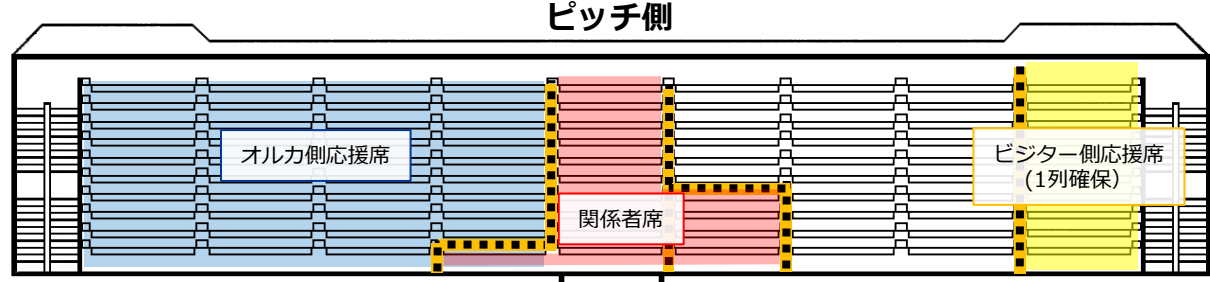 ピッチ側
オルカ側応援席
ビジター側応援席
(1列確保)
関係者席